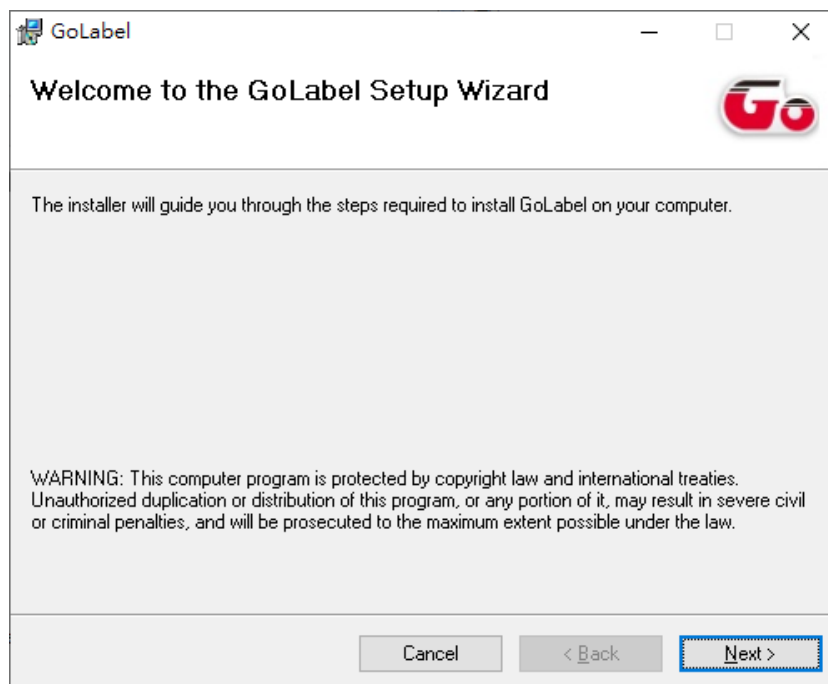 GoLabel
Welcome to the GoLabel Setup Wizard
Go
The installer will guide you through the steps required to install GoLabel on your computer.
WARNING: This computer program is protected by copyright law and international treaties.
Unauthorized duplication or distribution of this program, or any portion of it, may result in severe civil
or criminal penalties, and will be prosecuted to the maximum extent possible under the law.
Cancel
< Back
Next >